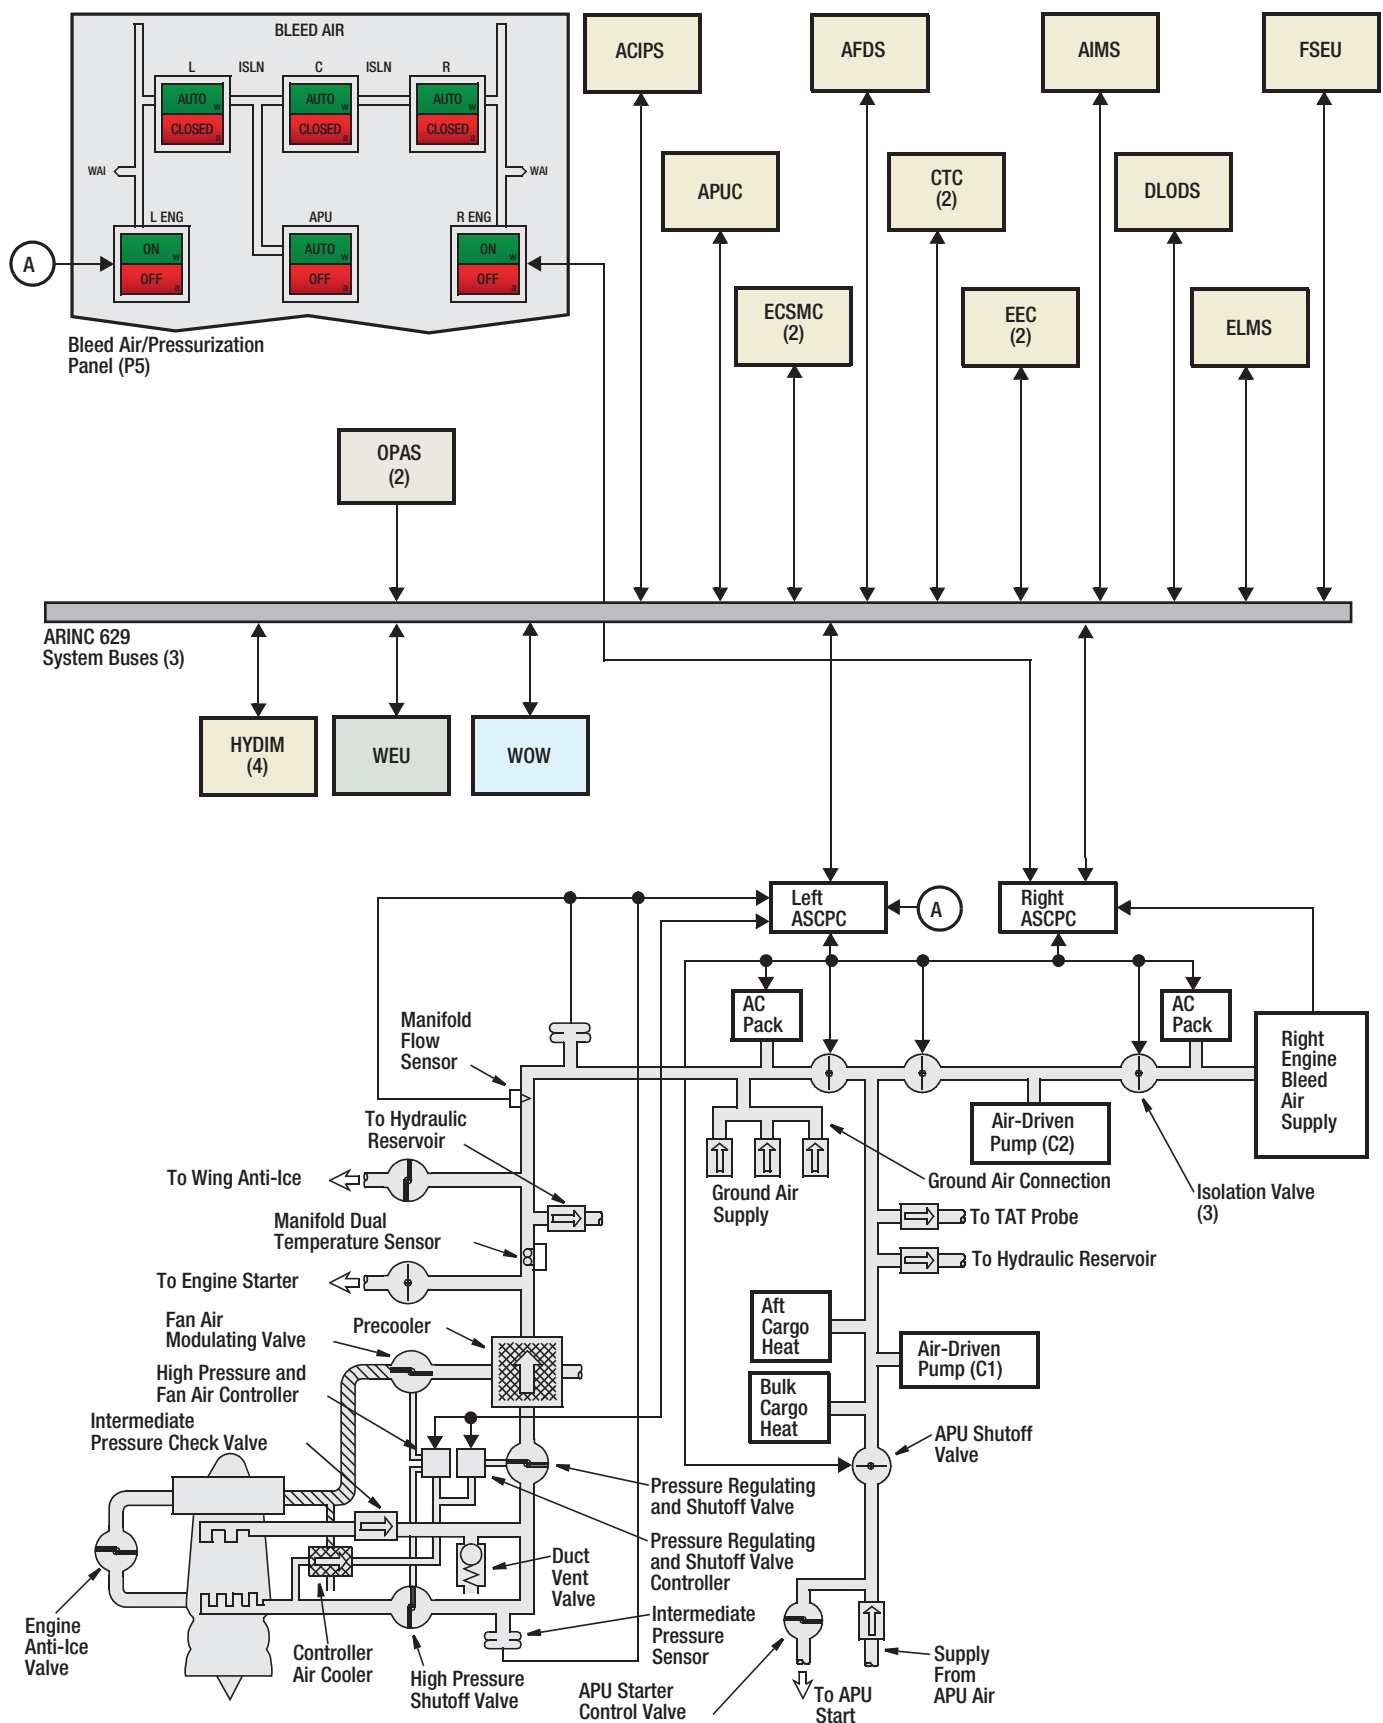 BLEED AIR
L
ISLN
C
ISLN
R
AUTO
w
CLOSED
a
AUTO
w
CLOSED
a
AUTO
w
CLOSED
a
WAI
WAI
L ENG
APU
R ENG
ON
w
OFF
a
AUTO
w
OFF
a
ON
w
OFF
a
A
Bleed Air/Pressurization
Panel (P5)
ACIPS
AFDS
AIMS
FSEU
APUC
CTC
(2)
DLODS
ECSMC
(2)
EEC
(2)
ELMS
OPAS
(2)
ARINC 629
System Buses (3)
HYDIM
(4)
WEU
WOW
Left
ASCPC
A
Right
ASCPC
AC
Pack
AC
Pack
Manifold
Flow
Sensor
Right
Engine
Bleed
Air
Supply
To Hydraulic
Reservoir
Air-Driven
Pump (C2)
To Wing Anti-Ice
Ground Air
Supply
Ground Air Connection
Isolation Valve
(3)
Manifold Dual
Temperature Sensor
To TAT Probe
To Engine Starter
To Hydraulic Reservoir
Fan Air
Modulating Valve
Precooler
Aft
Cargo
Heat
Air-Driven
Pump (C1)
High Pressure and
Fan Air Controller
Bulk
Cargo
Heat
Intermediate
Pressure Check Valve
APU Shutoff
Valve
Pressure Regulating
and Shutoff Valve
Pressure Regulating
and Shutoff Valve
Controller
Duct
Vent
Valve
Engine
Anti-Ice
Valve
Controller
Air Cooler
High Pressure
Shutoff Valve
Intermediate
Pressure
Sensor
APU Starter
Control Valve
To APU
Start
Supply
From
APU Air